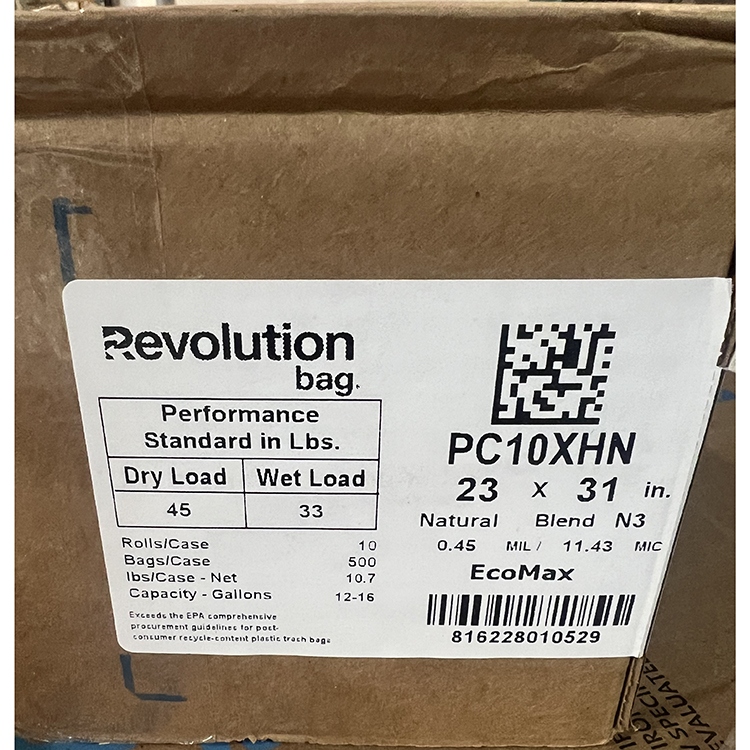 Revolution
bag.
Performance
Standard in Lbs.
Dry Load Wet Load
45 33
Rolls/Case 10
Bags/Case 500
lbs/Case - Net 10.7
Capacity - Gallons 12-16
Exceeds the EPA comprehensive
procurement guidelines for post-
consumer recycle-content plastic trash bags
PC10XHN
23 X 31 in.
Natural Blend N3
0.45 MIL / 11.43 MIC
EcoMax
816228010529